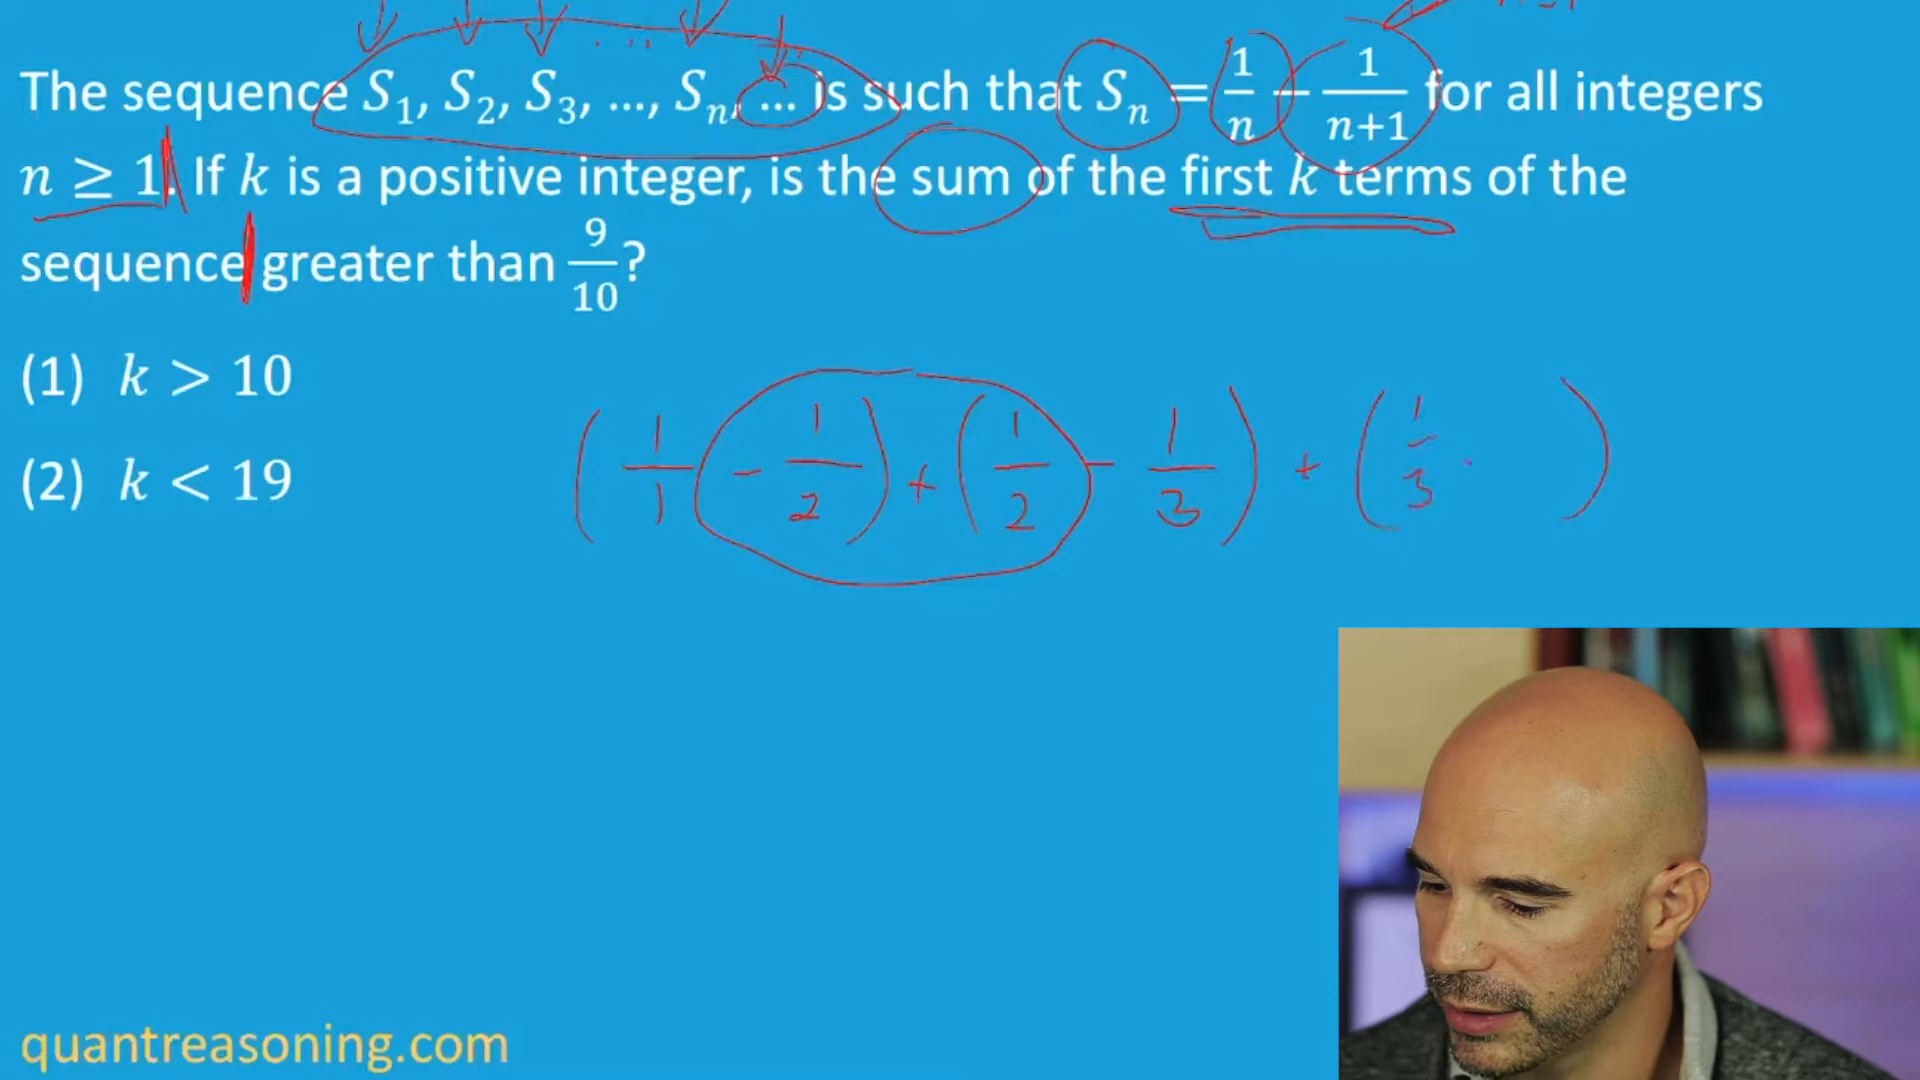 The sequence S₁, S₂, S₃, ..., Sₙ, ... is such that Sₙ = 1/n − 1/(n+1) for all integers
n ≥ 1. If k is a positive integer, is the sum of the first k terms of the
sequence greater than 9/10?
(1) k > 10
(2) k < 19
(1/1 − 1/2) + (1/2 − 1/3) + (1/3 )
quantreasoning.com